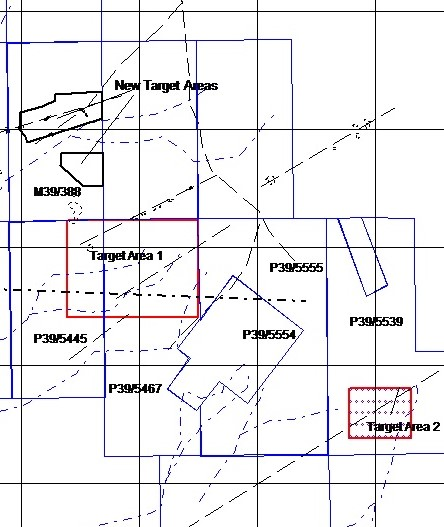 New Target Areas
M39/388
Target Area 1
P39/5555
P39/5539
P39/5445
P39/5554
P39/5467
Target Area 2